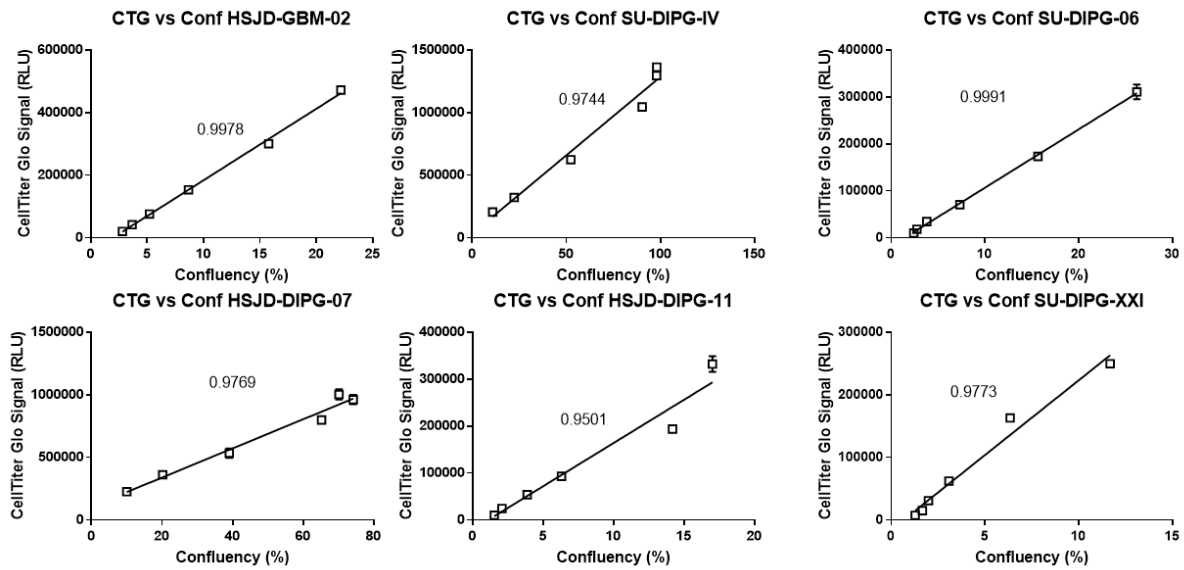 CTG vs Conf HSJD-GBM-02
CellTiter Glo Signal (RLU)
600000
400000
200000
0
0.9978
0 5 10 15 20 25
Confluency (%)
CTG vs Conf SU-DIPG-IV
CellTiter Glo Signal (RLU)
1500000
1000000
500000
0
0.9744
0 50 100 150
Confluency (%)
CTG vs Conf SU-DIPG-06
CellTiter Glo Signal (RLU)
400000
300000
200000
100000
0
0.9991
0 10 20 30
Confluency (%)
CTG vs Conf HSJD-DIPG-07
CellTiter Glo Signal (RLU)
1500000
1000000
500000
0
0.9769
0 20 40 60 80
Confluency (%)
CTG vs Conf HSJD-DIPG-11
CellTiter Glo Signal (RLU)
400000
300000
200000
100000
0
0.9501
0 5 10 15 20
Confluency (%)
CTG vs Conf SU-DIPG-XXI
CellTiter Glo Signal (RLU)
300000
200000
100000
0
0.9773
0 5 10 15
Confluency (%)